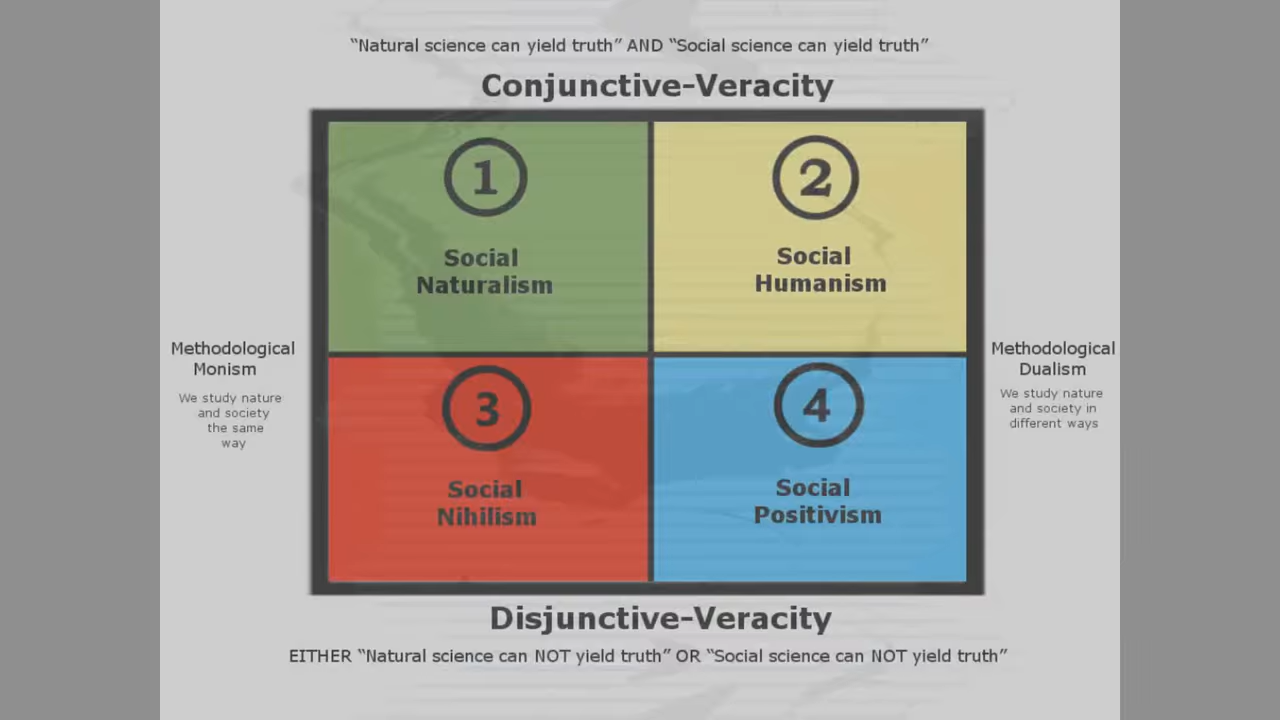 “Natural science can yield truth” AND “Social science can yield truth”
Conjunctive-Veracity
1
2
Social
Naturalism
Social
Humanism
Methodological
Monism
We study nature
and society
the same
way
Methodological
Dualism
We study nature
and society in
different ways
3
4
Social
Nihilism
Social
Positivism
Disjunctive-Veracity
EITHER “Natural science can NOT yield truth” OR “Social science can NOT yield truth”